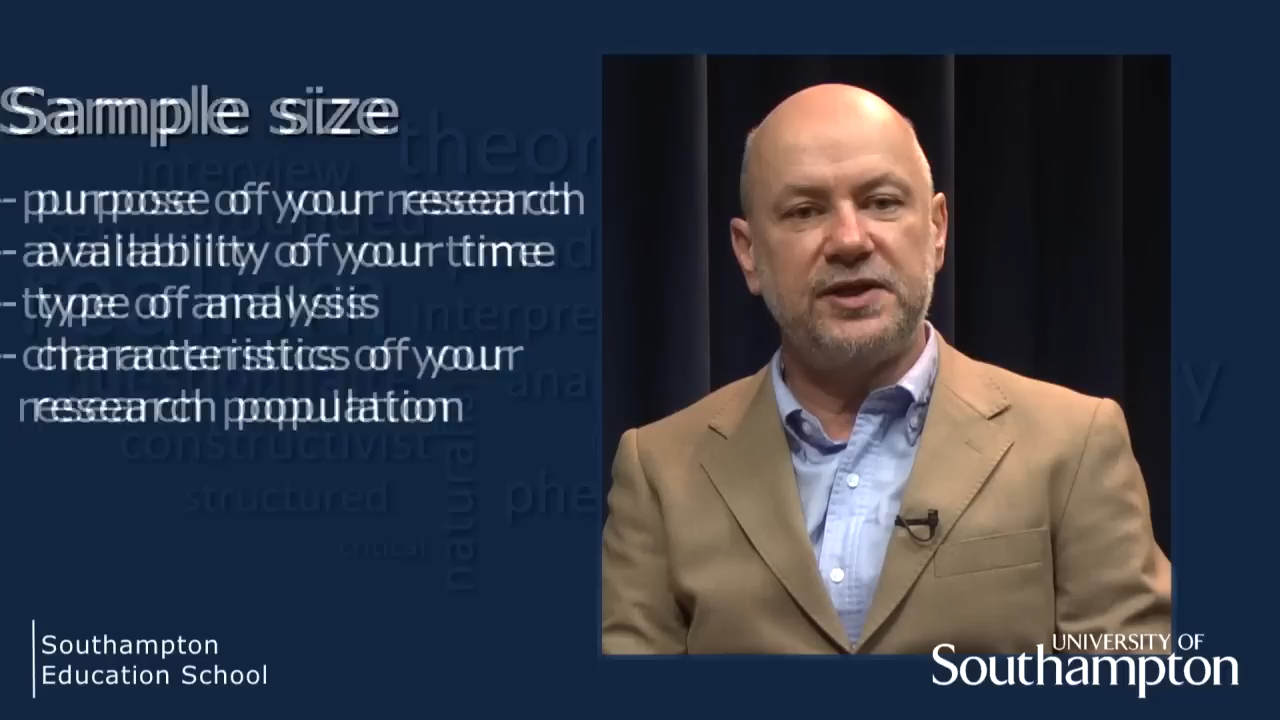 Sample size
theor
interview
- purpose of your research
- availability of your time
- type of analysis
interpre
- characteristics of your
ana
research population
constructivist
structured
phe
natural
critical
y
Southampton
Education School
UNIVERSITY OF
Southampton